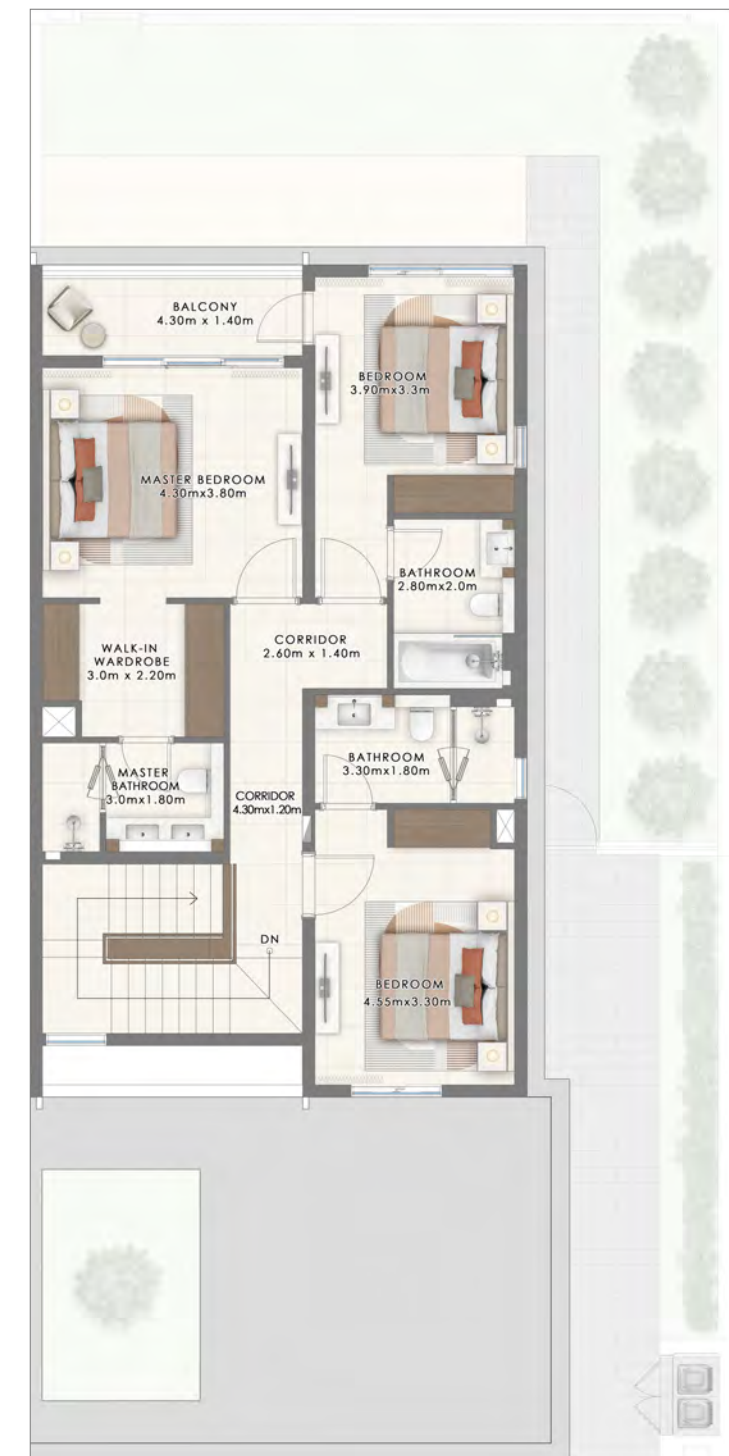 BALCONY
4.30m x 1.40m
BEDROOM
3.90mx3.3m
MASTER BEDROOM
4.30mx3.80m
BATHROOM
2.80mx2.0m
CORRIDOR
2.60m x 1.40m
WALK-IN
WARDROBE
3.0m x 2.20m
BATHROOM
3.30mx1.80m
MASTER
BATHROOM
3.0mx1.80m
CORRIDOR
4.30mx1.20m
DN
BEDROOM
4.55mx3.30m